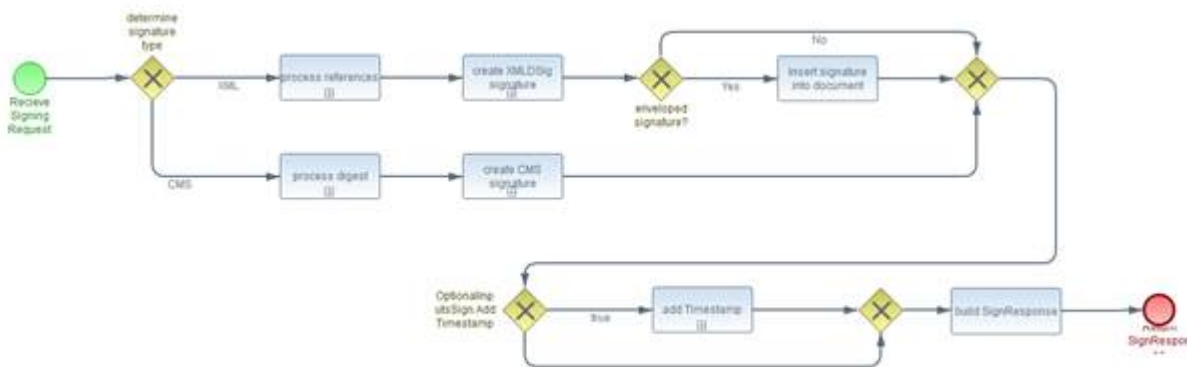 determine
signature
type
No
process references
create XMLDSig
signature
Insert signature
into document
XML
Yes
Recieve
Signing
Request
enveloped
signature?
process digest
create CMS
signature
CMS
OptionalInp
utsSign.Add
Timestamp
true
add Timestamp
build SignResponse
SignRespon